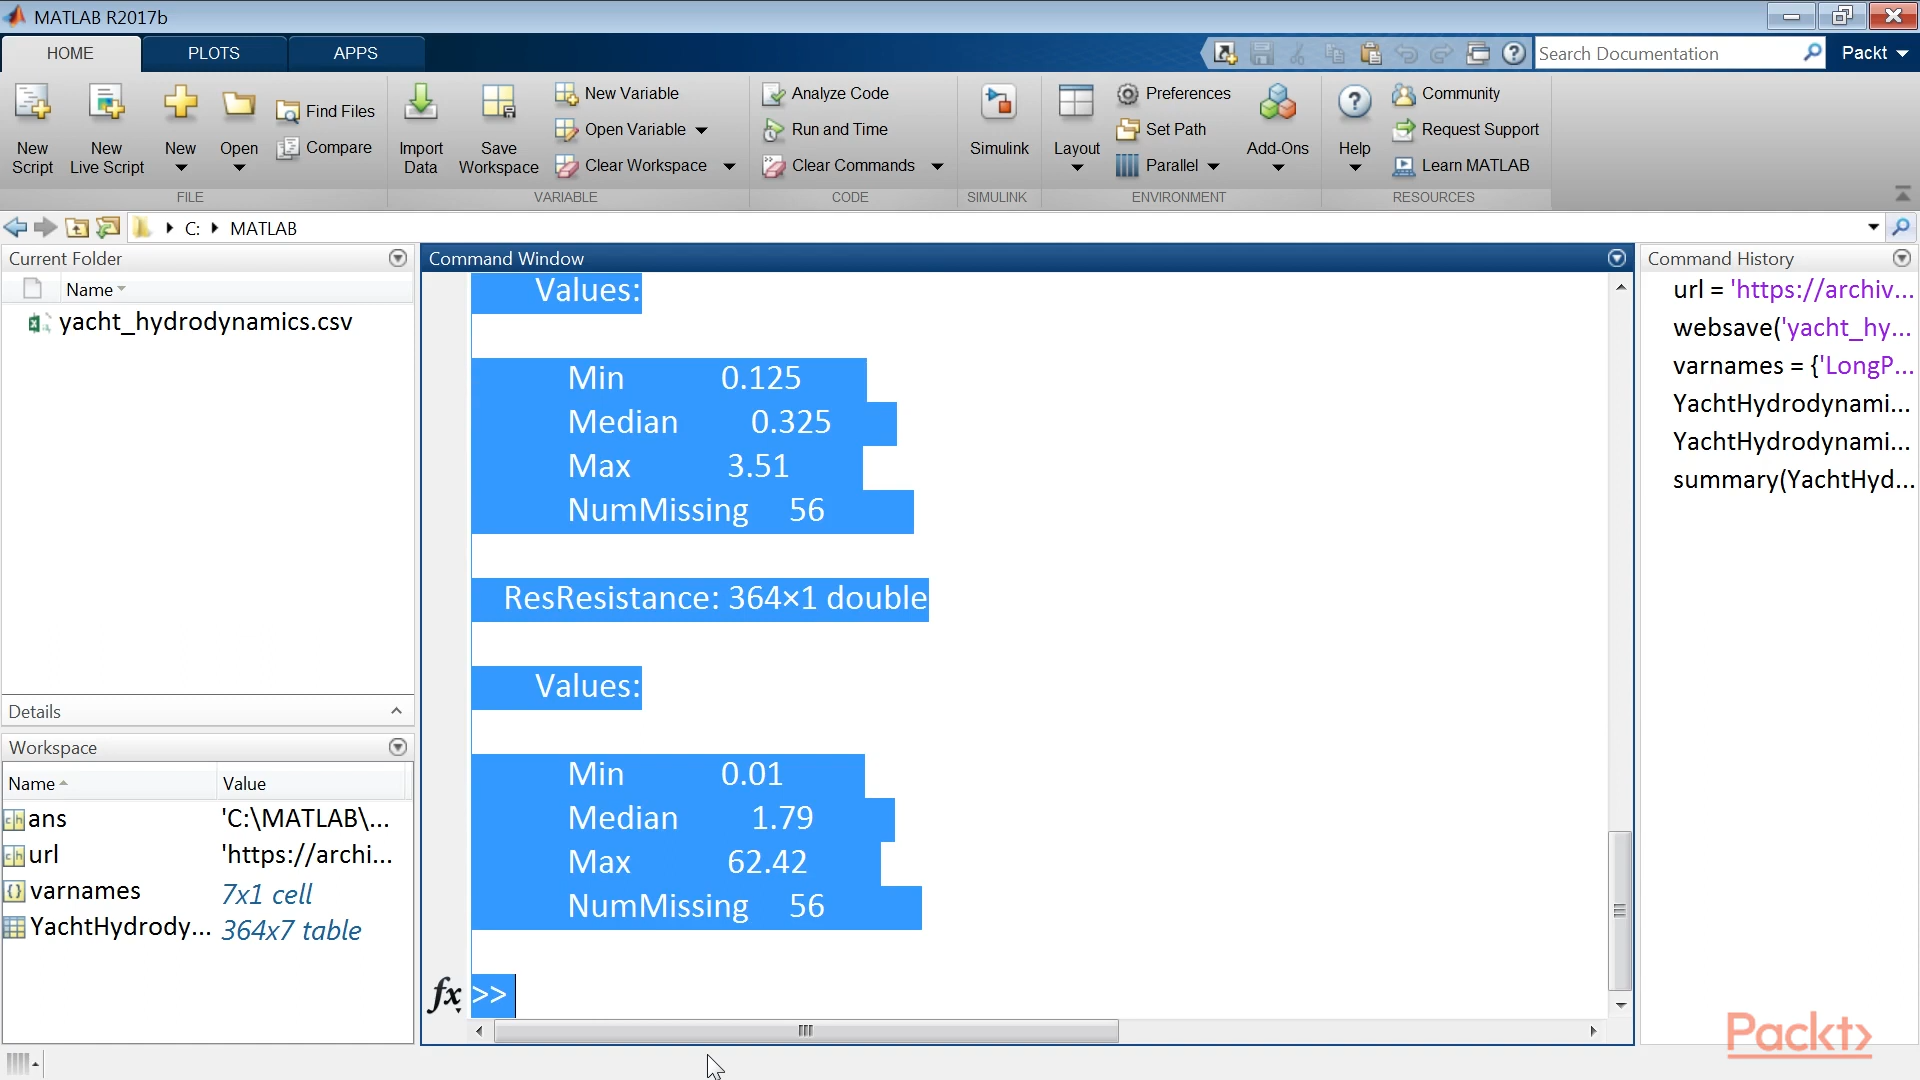 MATLAB R2017b
HOME PLOTS APPS
Search Documentation Packt
New Script
New Live Script
New
Open
Find Files
Compare
FILE
Import Data
Save Workspace
New Variable
Open Variable
Clear Workspace
VARIABLE
Analyze Code
Run and Time
Clear Commands
CODE
Simulink
SIMULINK
Layout
Preferences
Set Path
Parallel
Add-Ons
ENVIRONMENT
Help
Community
Request Support
Learn MATLAB
RESOURCES
C: MATLAB
Current Folder
Name
yacht_hydrodynamics.csv
Details
Workspace
Name Value
ans 'C:\MATLAB\...
url 'https://archi...
varnames 7x1 cell
YachtHydrody... 364x7 table
Command Window
Values:
Min 0.125
Median 0.325
Max 3.51
NumMissing 56
ResResistance: 364×1 double
Values:
Min 0.01
Median 1.79
Max 62.42
NumMissing 56
fx >>
Command History
url = 'https://archiv...
websave('yacht_hy...
varnames = {'LongP...
YachtHydrodynami...
YachtHydrodynami...
summary(YachtHyd...
Packt>